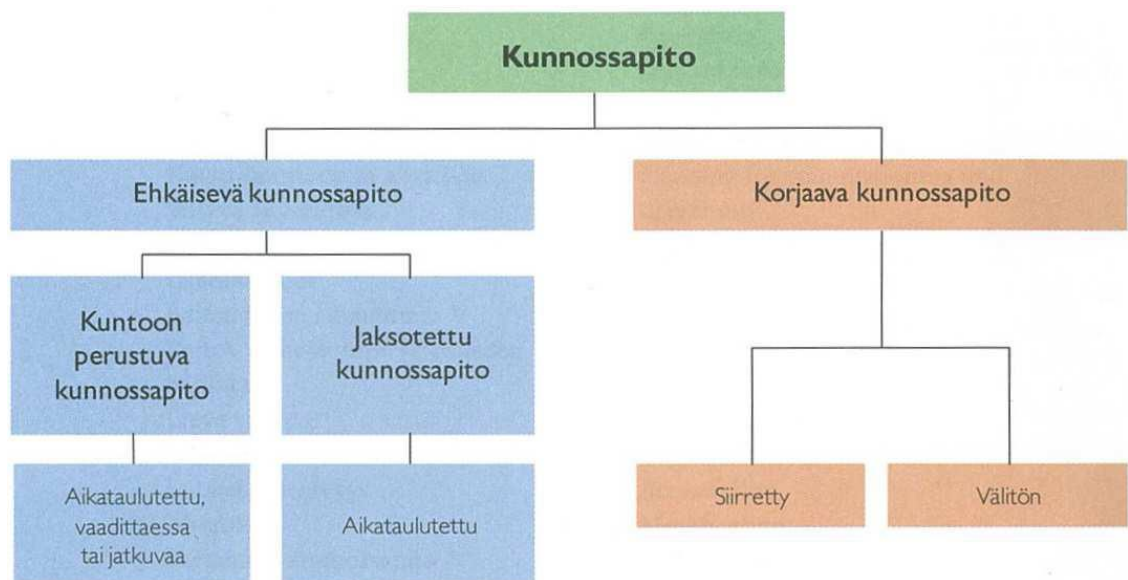 Kunnossapito
Ehkäisevä kunnossapito
Korjaava kunnossapito
Kuntoon
perustuva
kunnossapito
Jaksotettu
kunnossapito
Aikataulutettu,
vaadittaessa
tai jatkuvaa
Aikataulutettu
Siirretty
Välitön